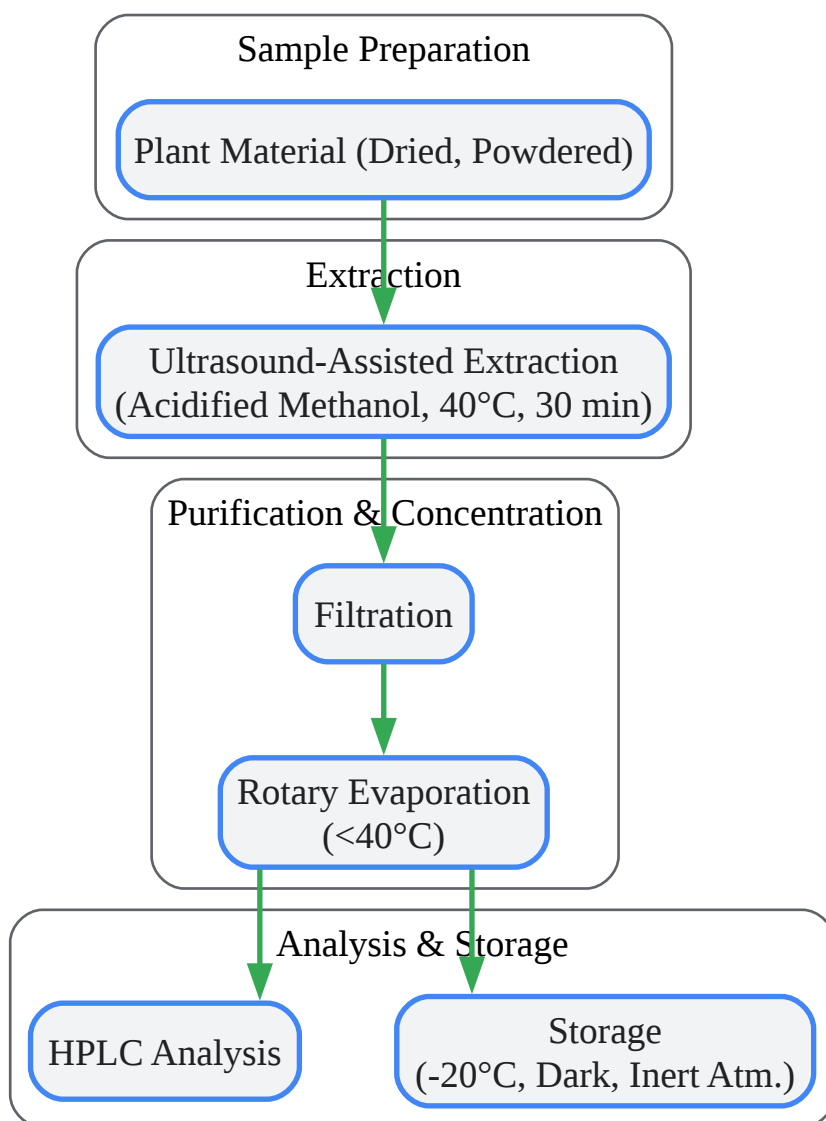 Sample Preparation
Plant Material (Dried, Powdered)
Extraction
Ultrasound-Assisted Extraction
(Acidified Methanol, 40°C, 30 min)
Purification & Concentration
Filtration
Rotary Evaporation
(<40°C)
Analysis & Storage
HPLC Analysis
Storage
(-20°C, Dark, Inert Atm.)